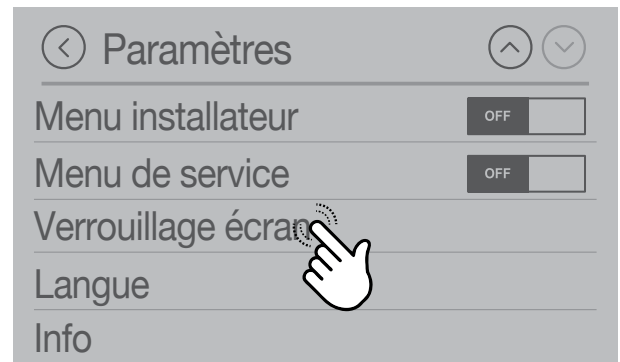 Paramètres
Menu installateur OFF
Menu de service OFF
Verrouillage écran
Langue
Info